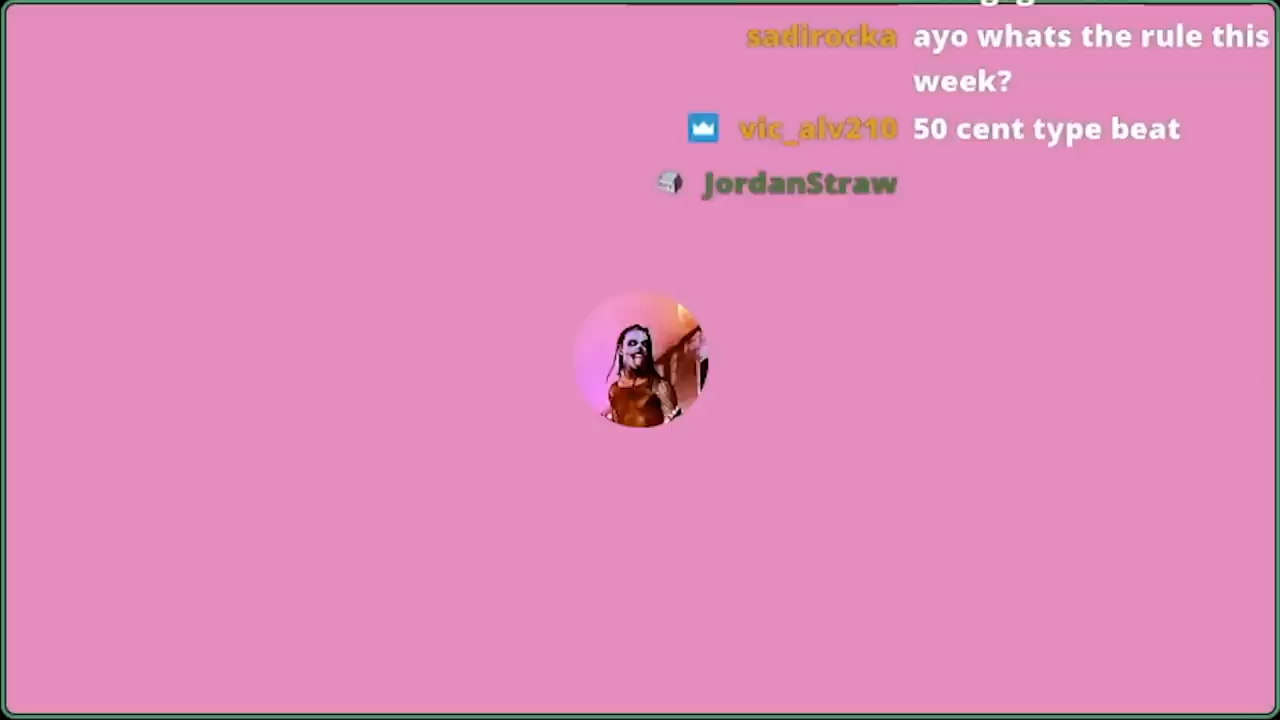 sadirocka ayo whats the rule this
week?
vic_alv210 50 cent type beat
JordanStraw